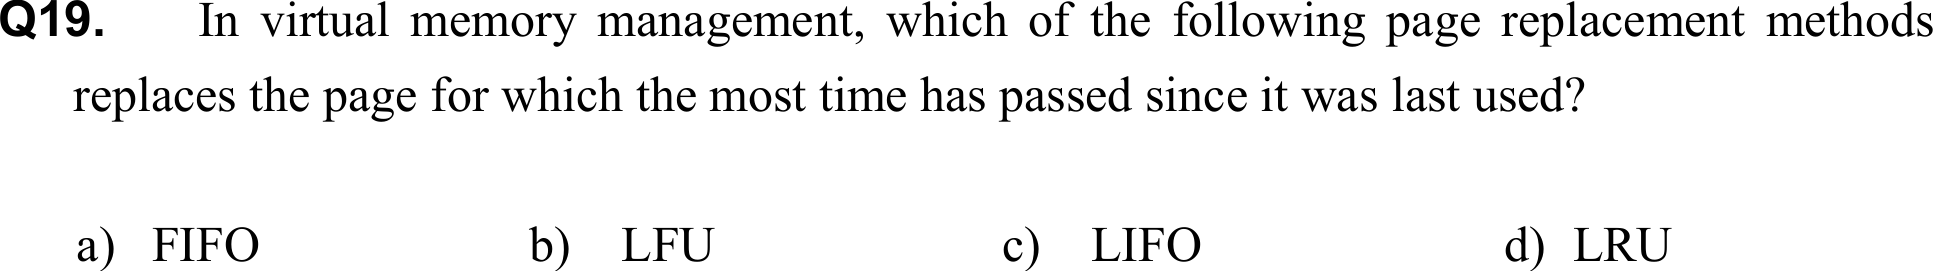 Q19. In virtual memory management, which of the following page replacement methods
replaces the page for which the most time has passed since it was last used?
a) FIFO b) LFU c) LIFO d) LRU